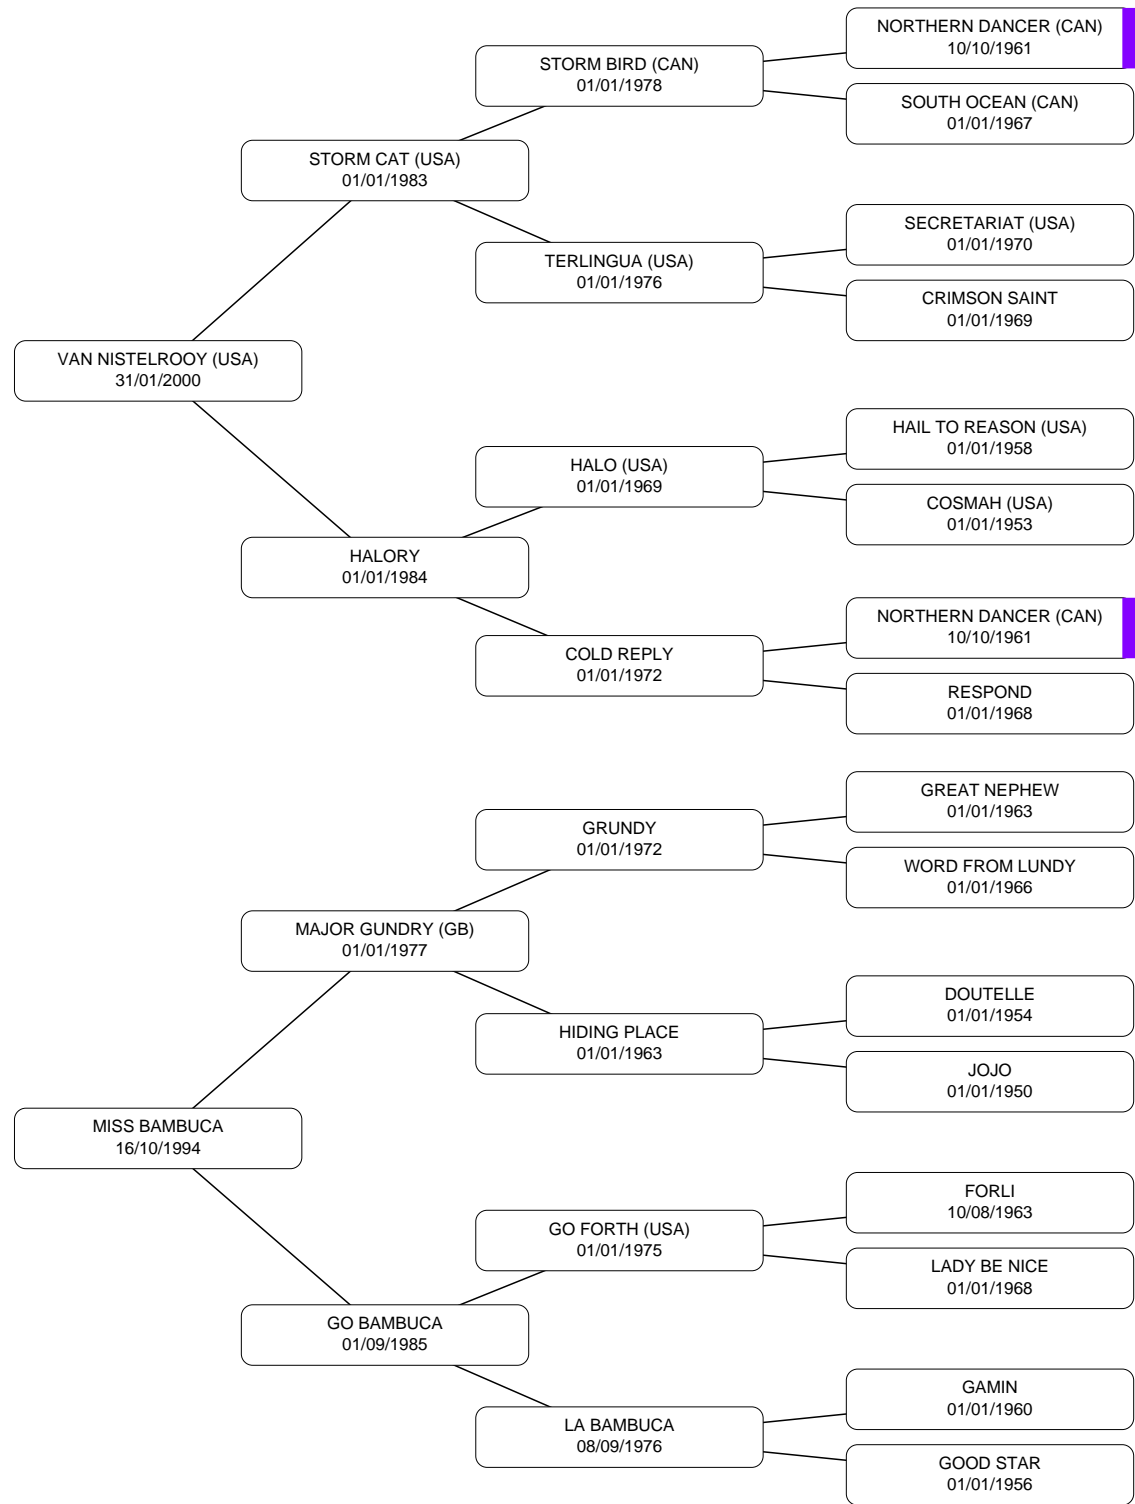 NORTHERN DANCER (CAN)
10/10/1961
STORM BIRD (CAN)
01/01/1978
SOUTH OCEAN (CAN)
01/01/1967
STORM CAT (USA)
01/01/1983
SECRETARIAT (USA)
01/01/1970
TERLINGUA (USA)
01/01/1976
CRIMSON SAINT
01/01/1969
VAN NISTELROOY (USA)
31/01/2000
HAIL TO REASON (USA)
01/01/1958
HALO (USA)
01/01/1969
COSMAH (USA)
01/01/1953
HALORY
01/01/1984
NORTHERN DANCER (CAN)
10/10/1961
COLD REPLY
01/01/1972
RESPOND
01/01/1968
GREAT NEPHEW
01/01/1963
GRUNDY
01/01/1972
WORD FROM LUNDY
01/01/1966
MAJOR GUNDRY (GB)
01/01/1977
DOUTELLE
01/01/1954
HIDING PLACE
01/01/1963
JOJO
01/01/1950
MISS BAMBUCA
16/10/1994
FORLI
10/08/1963
GO FORTH (USA)
01/01/1975
LADY BE NICE
01/01/1968
GO BAMBUCA
01/09/1985
GAMIN
01/01/1960
LA BAMBUCA
08/09/1976
GOOD STAR
01/01/1956